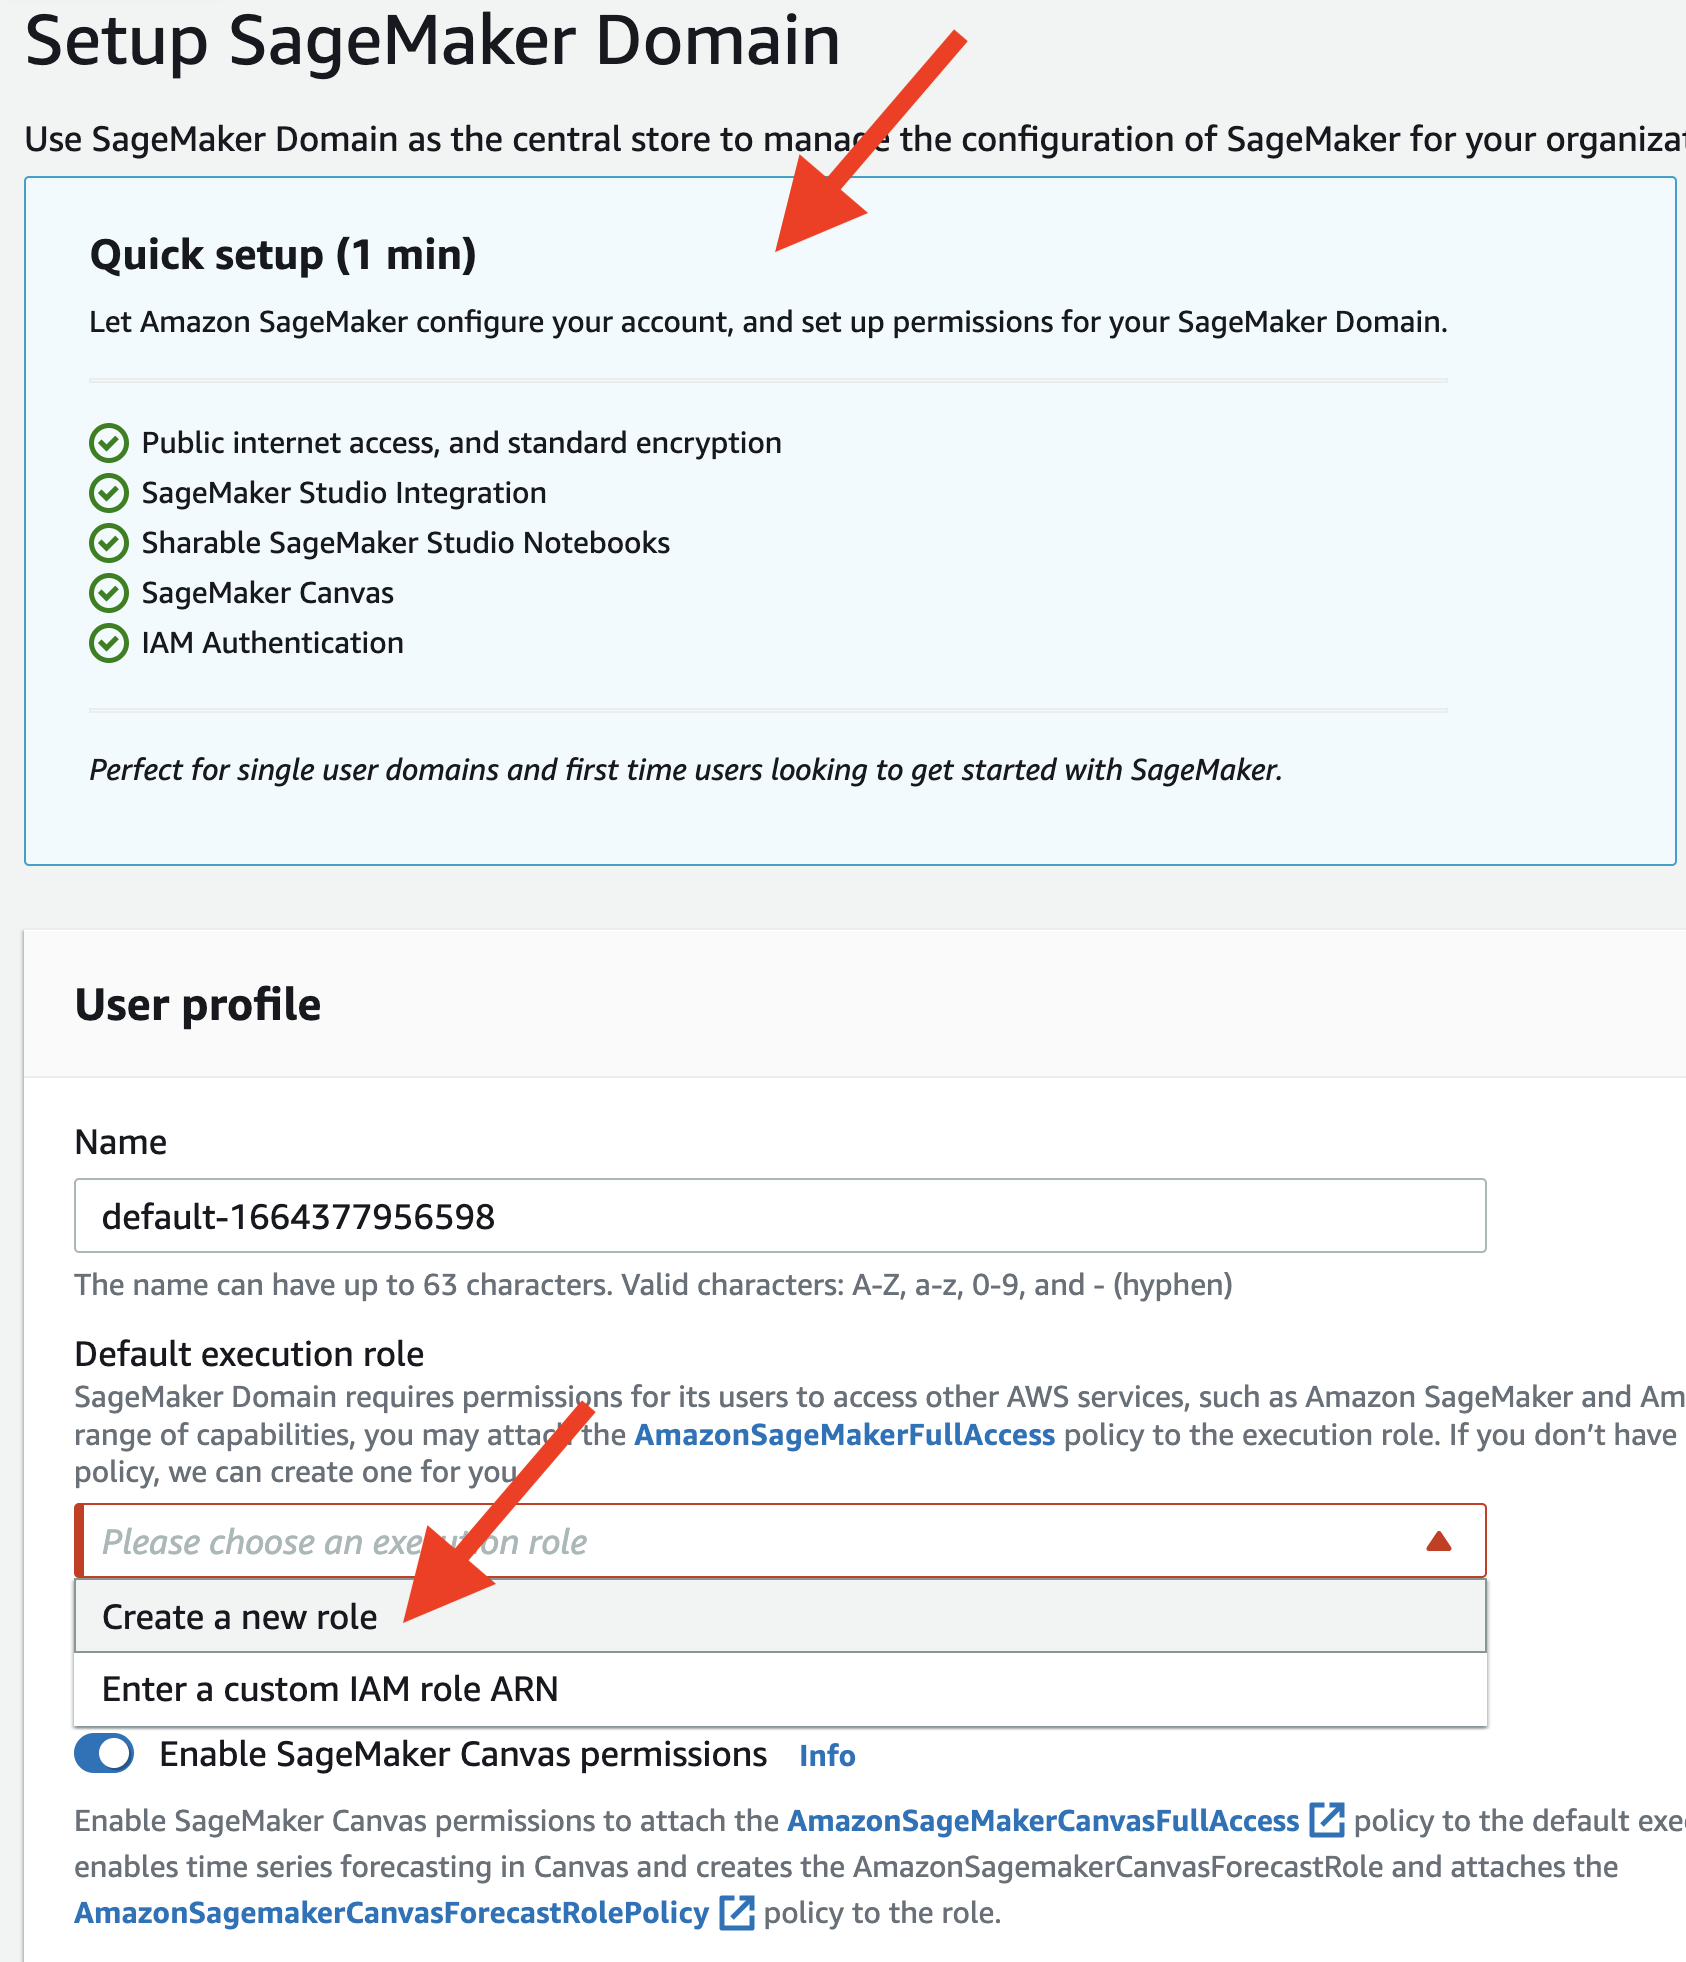 Setup SageMaker Domain
Use SageMaker Domain as the central store to manage the configuration of SageMaker for your organizat
Quick setup (1 min)
Let Amazon SageMaker configure your account, and set up permissions for your SageMaker Domain.
Public internet access, and standard encryption
SageMaker Studio Integration
Sharable SageMaker Studio Notebooks
SageMaker Canvas
IAM Authentication
Perfect for single user domains and first time users looking to get started with SageMaker.
User profile
Name
default-1664377956598
The name can have up to 63 characters. Valid characters: A-Z, a-z, 0-9, and - (hyphen)
Default execution role
SageMaker Domain requires permissions for its users to access other AWS services, such as Amazon SageMaker and Am
range of capabilities, you may attach the AmazonSageMakerFullAccess policy to the execution role. If you don’t have
policy, we can create one for you
Please choose an execution role
Create a new role
Enter a custom IAM role ARN
Enable SageMaker Canvas permissions Info
Enable SageMaker Canvas permissions to attach the AmazonSageMakerCanvasFullAccess policy to the default exe
enables time series forecasting in Canvas and creates the AmazonSagemakerCanvasForecastRole and attaches the
AmazonSagemakerCanvasForecastRolePolicy policy to the role.